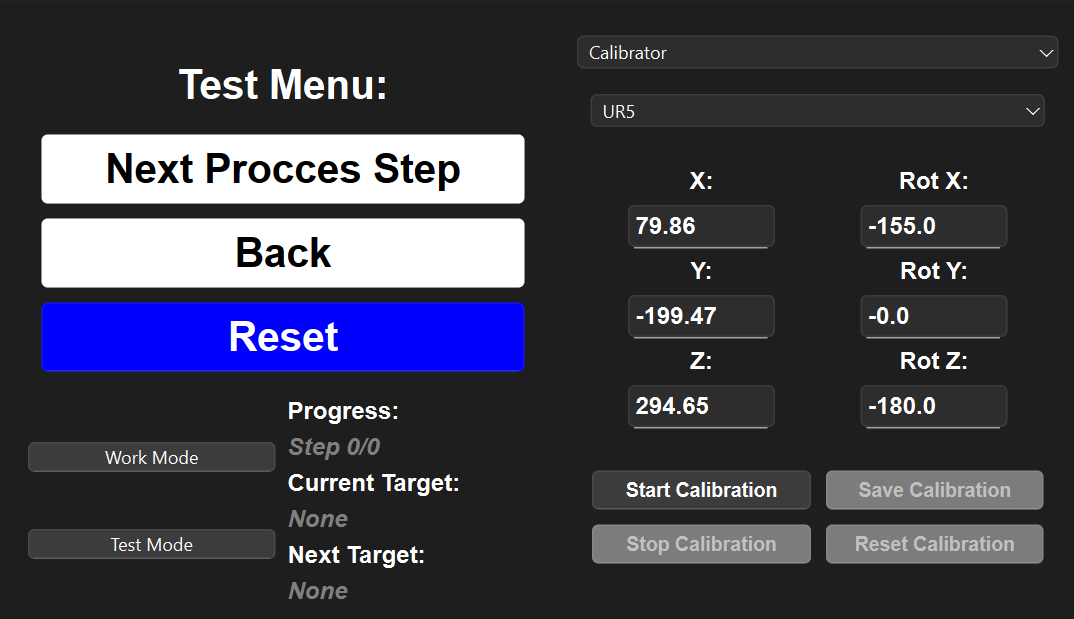 Test Menu:
Next Procces Step
Back
Reset
Work Mode
Test Mode
Progress:
Step 0/0
Current Target:
None
Next Target:
None
Calibrator
UR5
X:
Rot X:
79.86
-155.0
Y:
Rot Y:
-199.47
-0.0
Z:
Rot Z:
294.65
-180.0
Start Calibration
Save Calibration
Stop Calibration
Reset Calibration